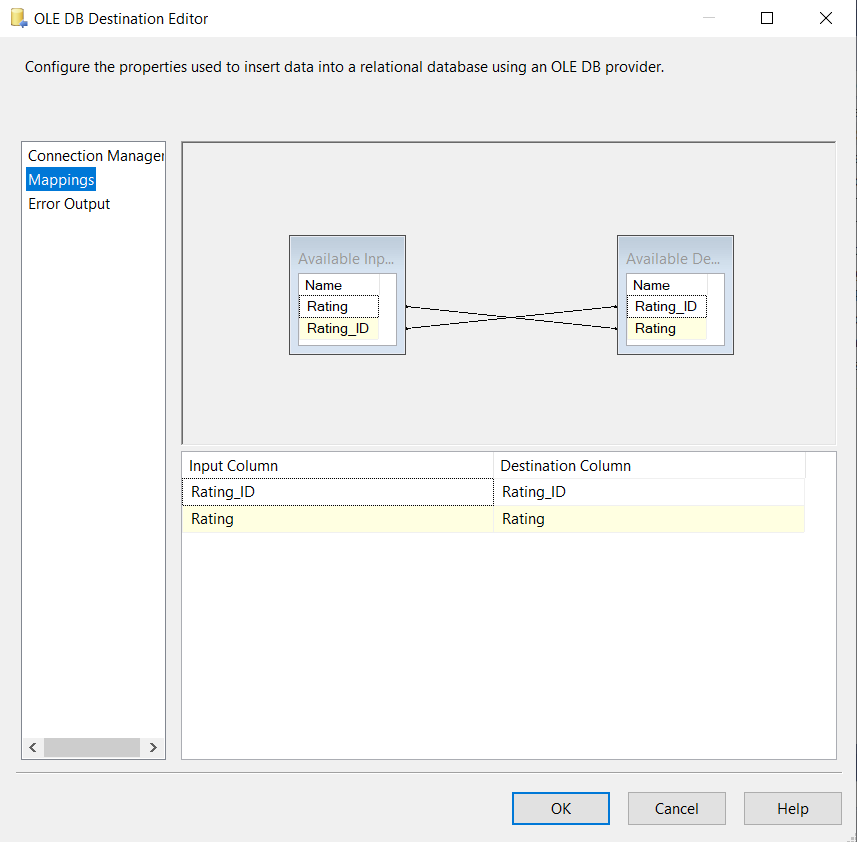 OLE DB Destination Editor
Configure the properties used to insert data into a relational database using an OLE DB provider.
Connection Manager
Mappings
Error Output
Available Inp...
Name
Rating
Rating_ID
Available De...
Name
Rating_ID
Rating
Input Column Destination Column
Rating_ID Rating_ID
Rating Rating
OK Cancel Help